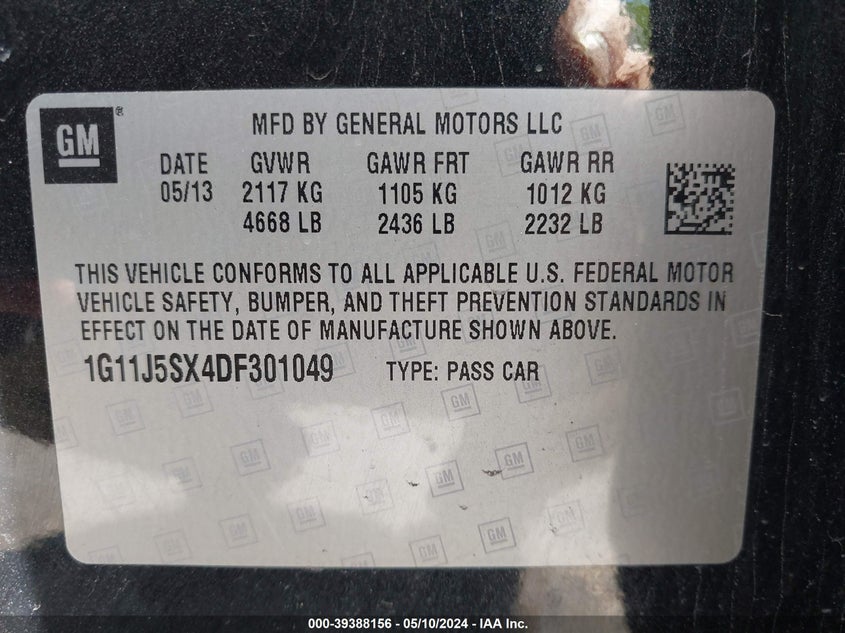 GM®
MFD BY GENERAL MOTORS LLC
DATE GVWR GAWR FRT GAWR RR
05/13 2117 KG 1105 KG 1012 KG
4668 LB 2436 LB 2232 LB
THIS VEHICLE CONFORMS TO ALL APPLICABLE U.S. FEDERAL MOTOR
VEHICLE SAFETY, BUMPER, AND THEFT PREVENTION STANDARDS IN
EFFECT ON THE DATE OF MANUFACTURE SHOWN ABOVE.
1G11J5SX4DF301049 TYPE: PASS CAR
000-39388156 - 05/10/2024 - IAA Inc.